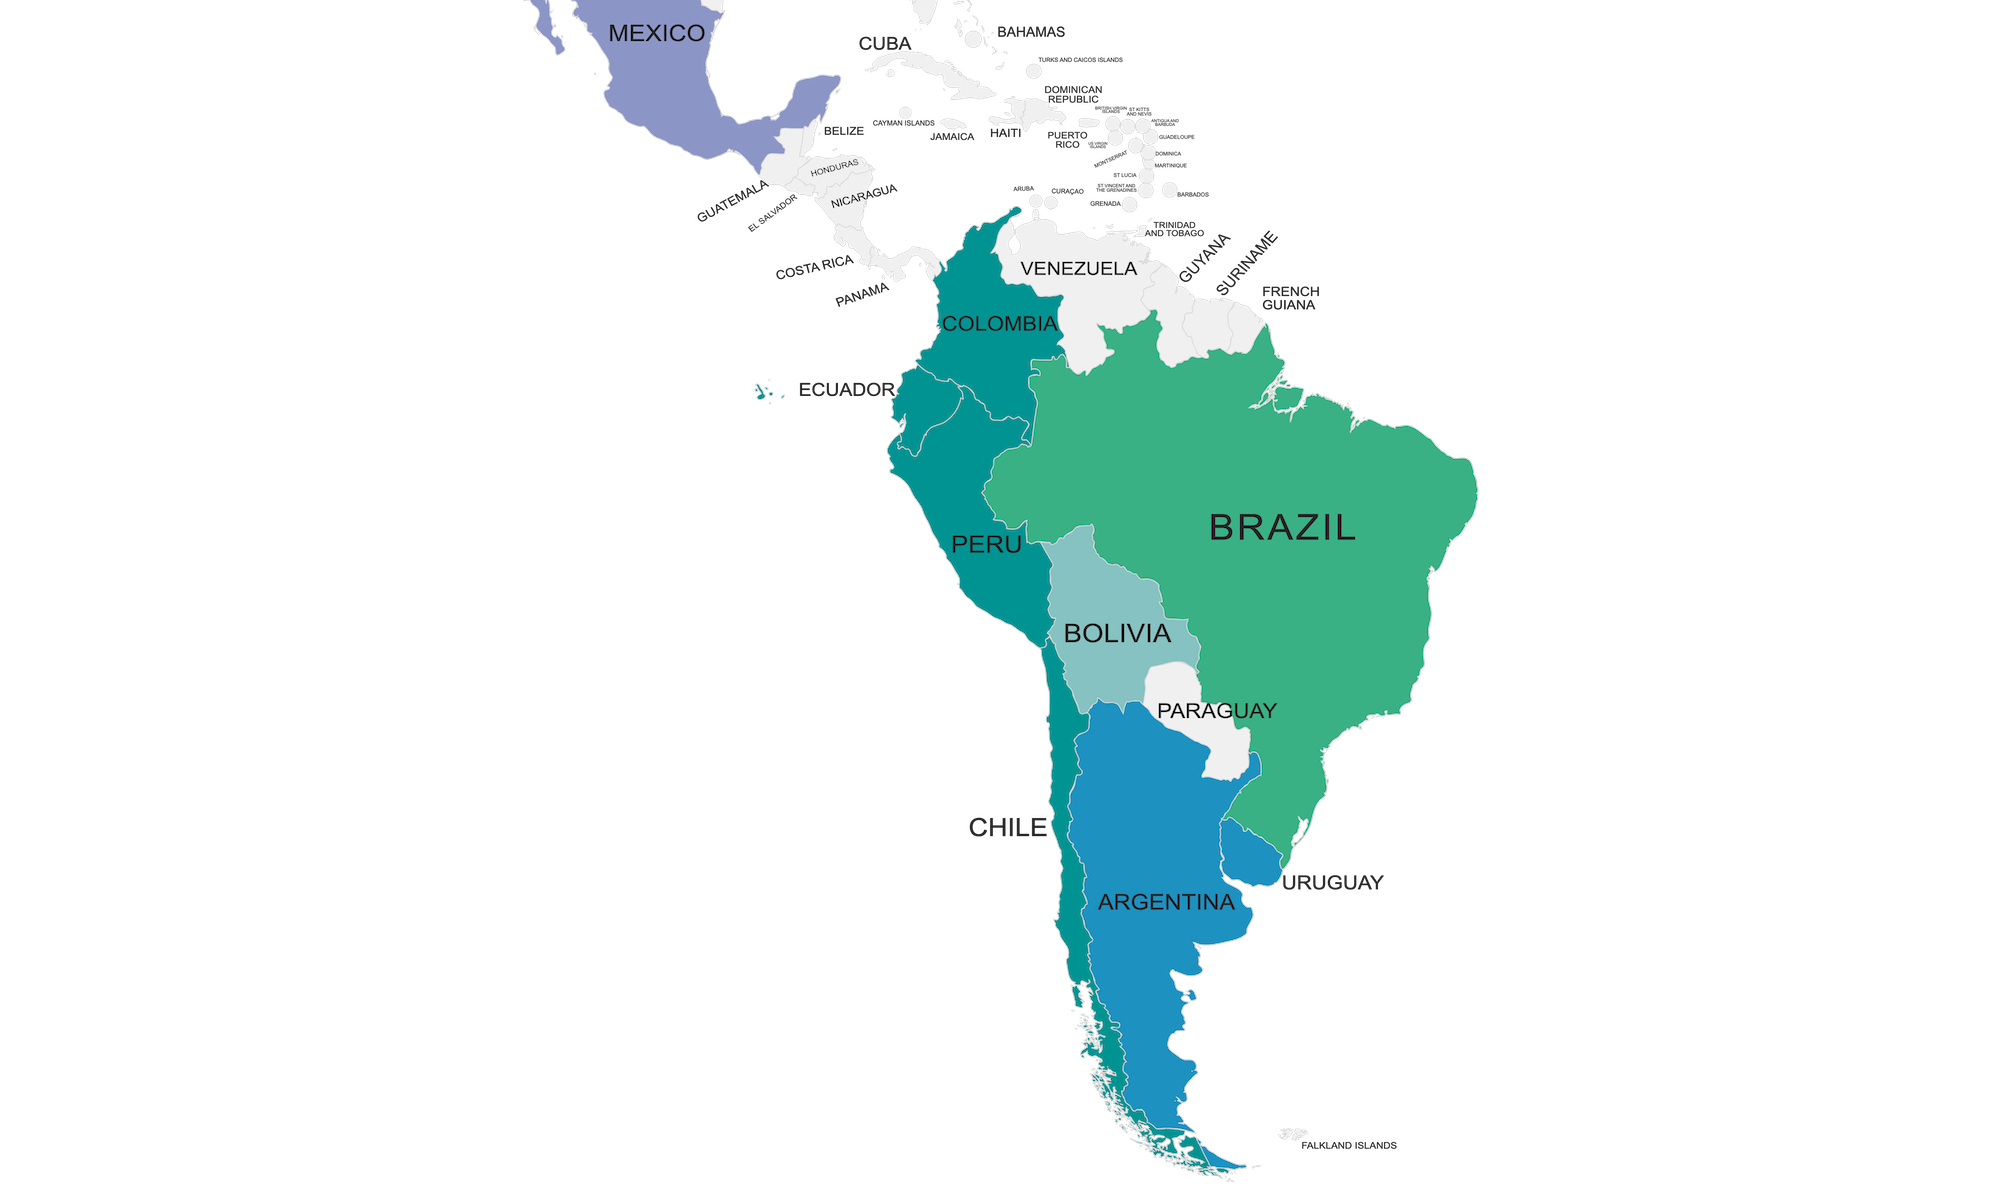 MEXICO
CUBA
BAHAMAS
TURKS AND CAICOS ISLANDS
DOMINICAN
REPUBLIC
CAYMAN ISLANDS
JAMAICA
HAITI
PUERTO
RICO
BRITISH VIRGIN
ISLANDS
ST KITTS
AND NEVIS
ANTIGUA AND
BARBUDA
US VIRGIN
ISLANDS
GUADELOUPE
MONTSERRAT
DOMINICA
MARTINIQUE
ST LUCIA
ST VINCENT AND
THE GRENADINES
BARBADOS
GRENADA
ARUBA
CURAÇAO
TRINIDAD
AND TOBAGO
BELIZE
HONDURAS
GUATEMALA
EL SALVADOR
NICARAGUA
COSTA RICA
PANAMA
VENEZUELA
GUYANA
SURINAME
FRENCH
GUIANA
COLOMBIA
ECUADOR
PERU
BRAZIL
BOLIVIA
PARAGUAY
CHILE
URUGUAY
ARGENTINA
FALKLAND ISLANDS